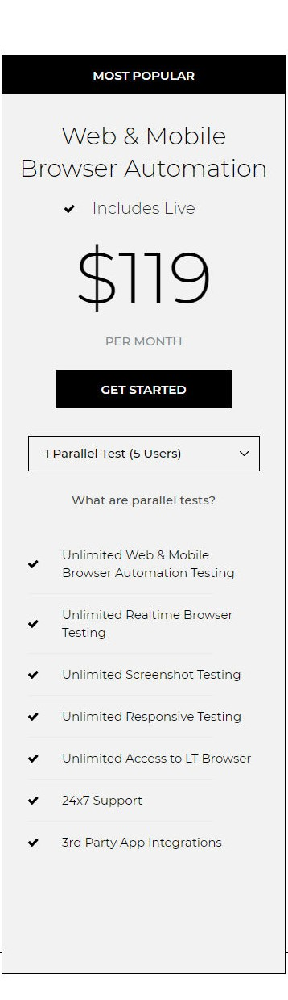 MOST POPULAR
Web & Mobile
Browser Automation
Includes Live
$119
PER MONTH
GET STARTED
1 Parallel Test (5 Users)
What are parallel tests?
Unlimited Web & Mobile
Browser Automation Testing
Unlimited Realtime Browser
Testing
Unlimited Screenshot Testing
Unlimited Responsive Testing
Unlimited Access to LT Browser
24x7 Support
3rd Party App Integrations